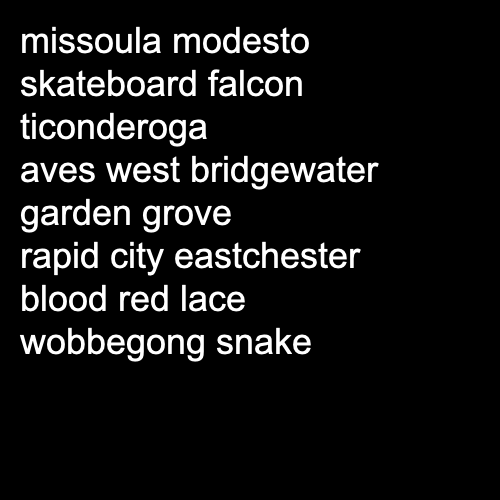 missoula modesto
skateboard falcon
ticonderoga
aves west bridgewater
garden grove
rapid city eastchester
blood red lace
wobbegong snake